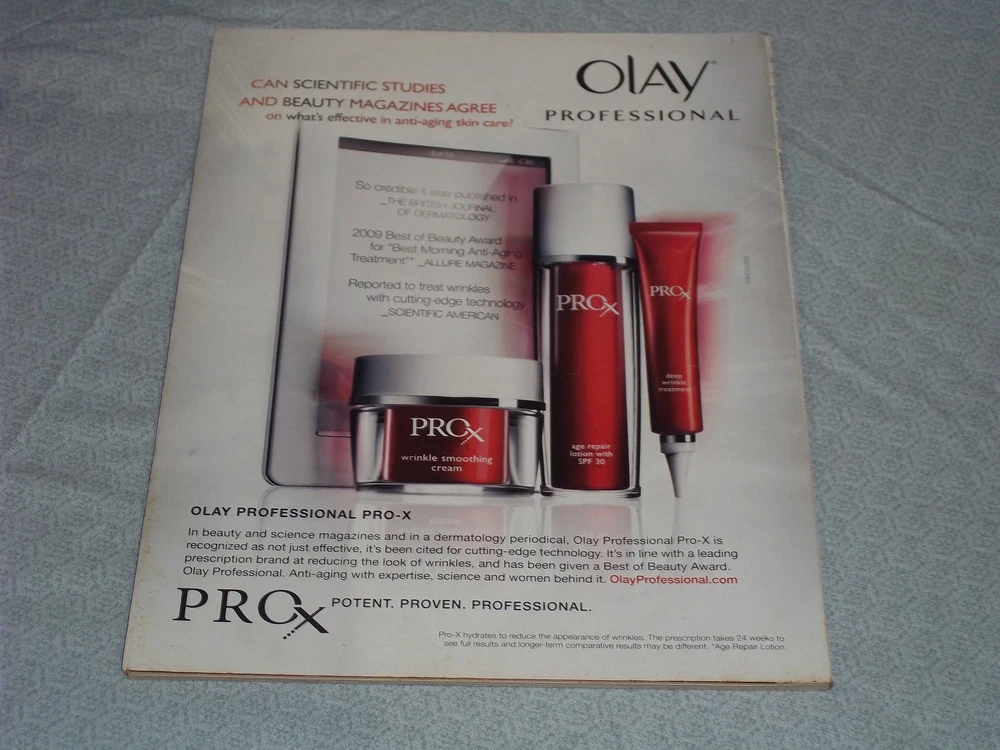 CAN SCIENTIFIC STUDIES
AND BEAUTY MAGAZINES AGREE
on what's effective in anti-aging skin care?
OLAY®
PROFESSIONAL
So credible it was published in
_THE BRITISH JOURNAL
OF DERMATOLOGY
2009 Best of Beauty Award
for "Best Morning Anti-Aging
Treatment"* _ALLURE MAGAZINE
Reported to treat wrinkles
with cutting-edge technology
_SCIENTIFIC AMERICAN
PROX
wrinkle smoothing
cream
PROX
age repair
lotion with
SPF 30
PROX
deep
wrinkle
treatment
OLAY PROFESSIONAL PRO-X
In beauty and science magazines and in a dermatology periodical, Olay Professional Pro-X is
recognized as not just effective, it's been cited for cutting-edge technology. It's in line with a leading
prescription brand at reducing the look of wrinkles, and has been given a Best of Beauty Award.
Olay Professional. Anti-aging with expertise, science and women behind it. OlayProfessional.com
PROX POTENT. PROVEN. PROFESSIONAL.
Pro-X hydrates to reduce the appearance of wrinkles. The prescription takes 24 weeks to
see full results and longer-term comparative results may be different. *Age Repair Lotion.